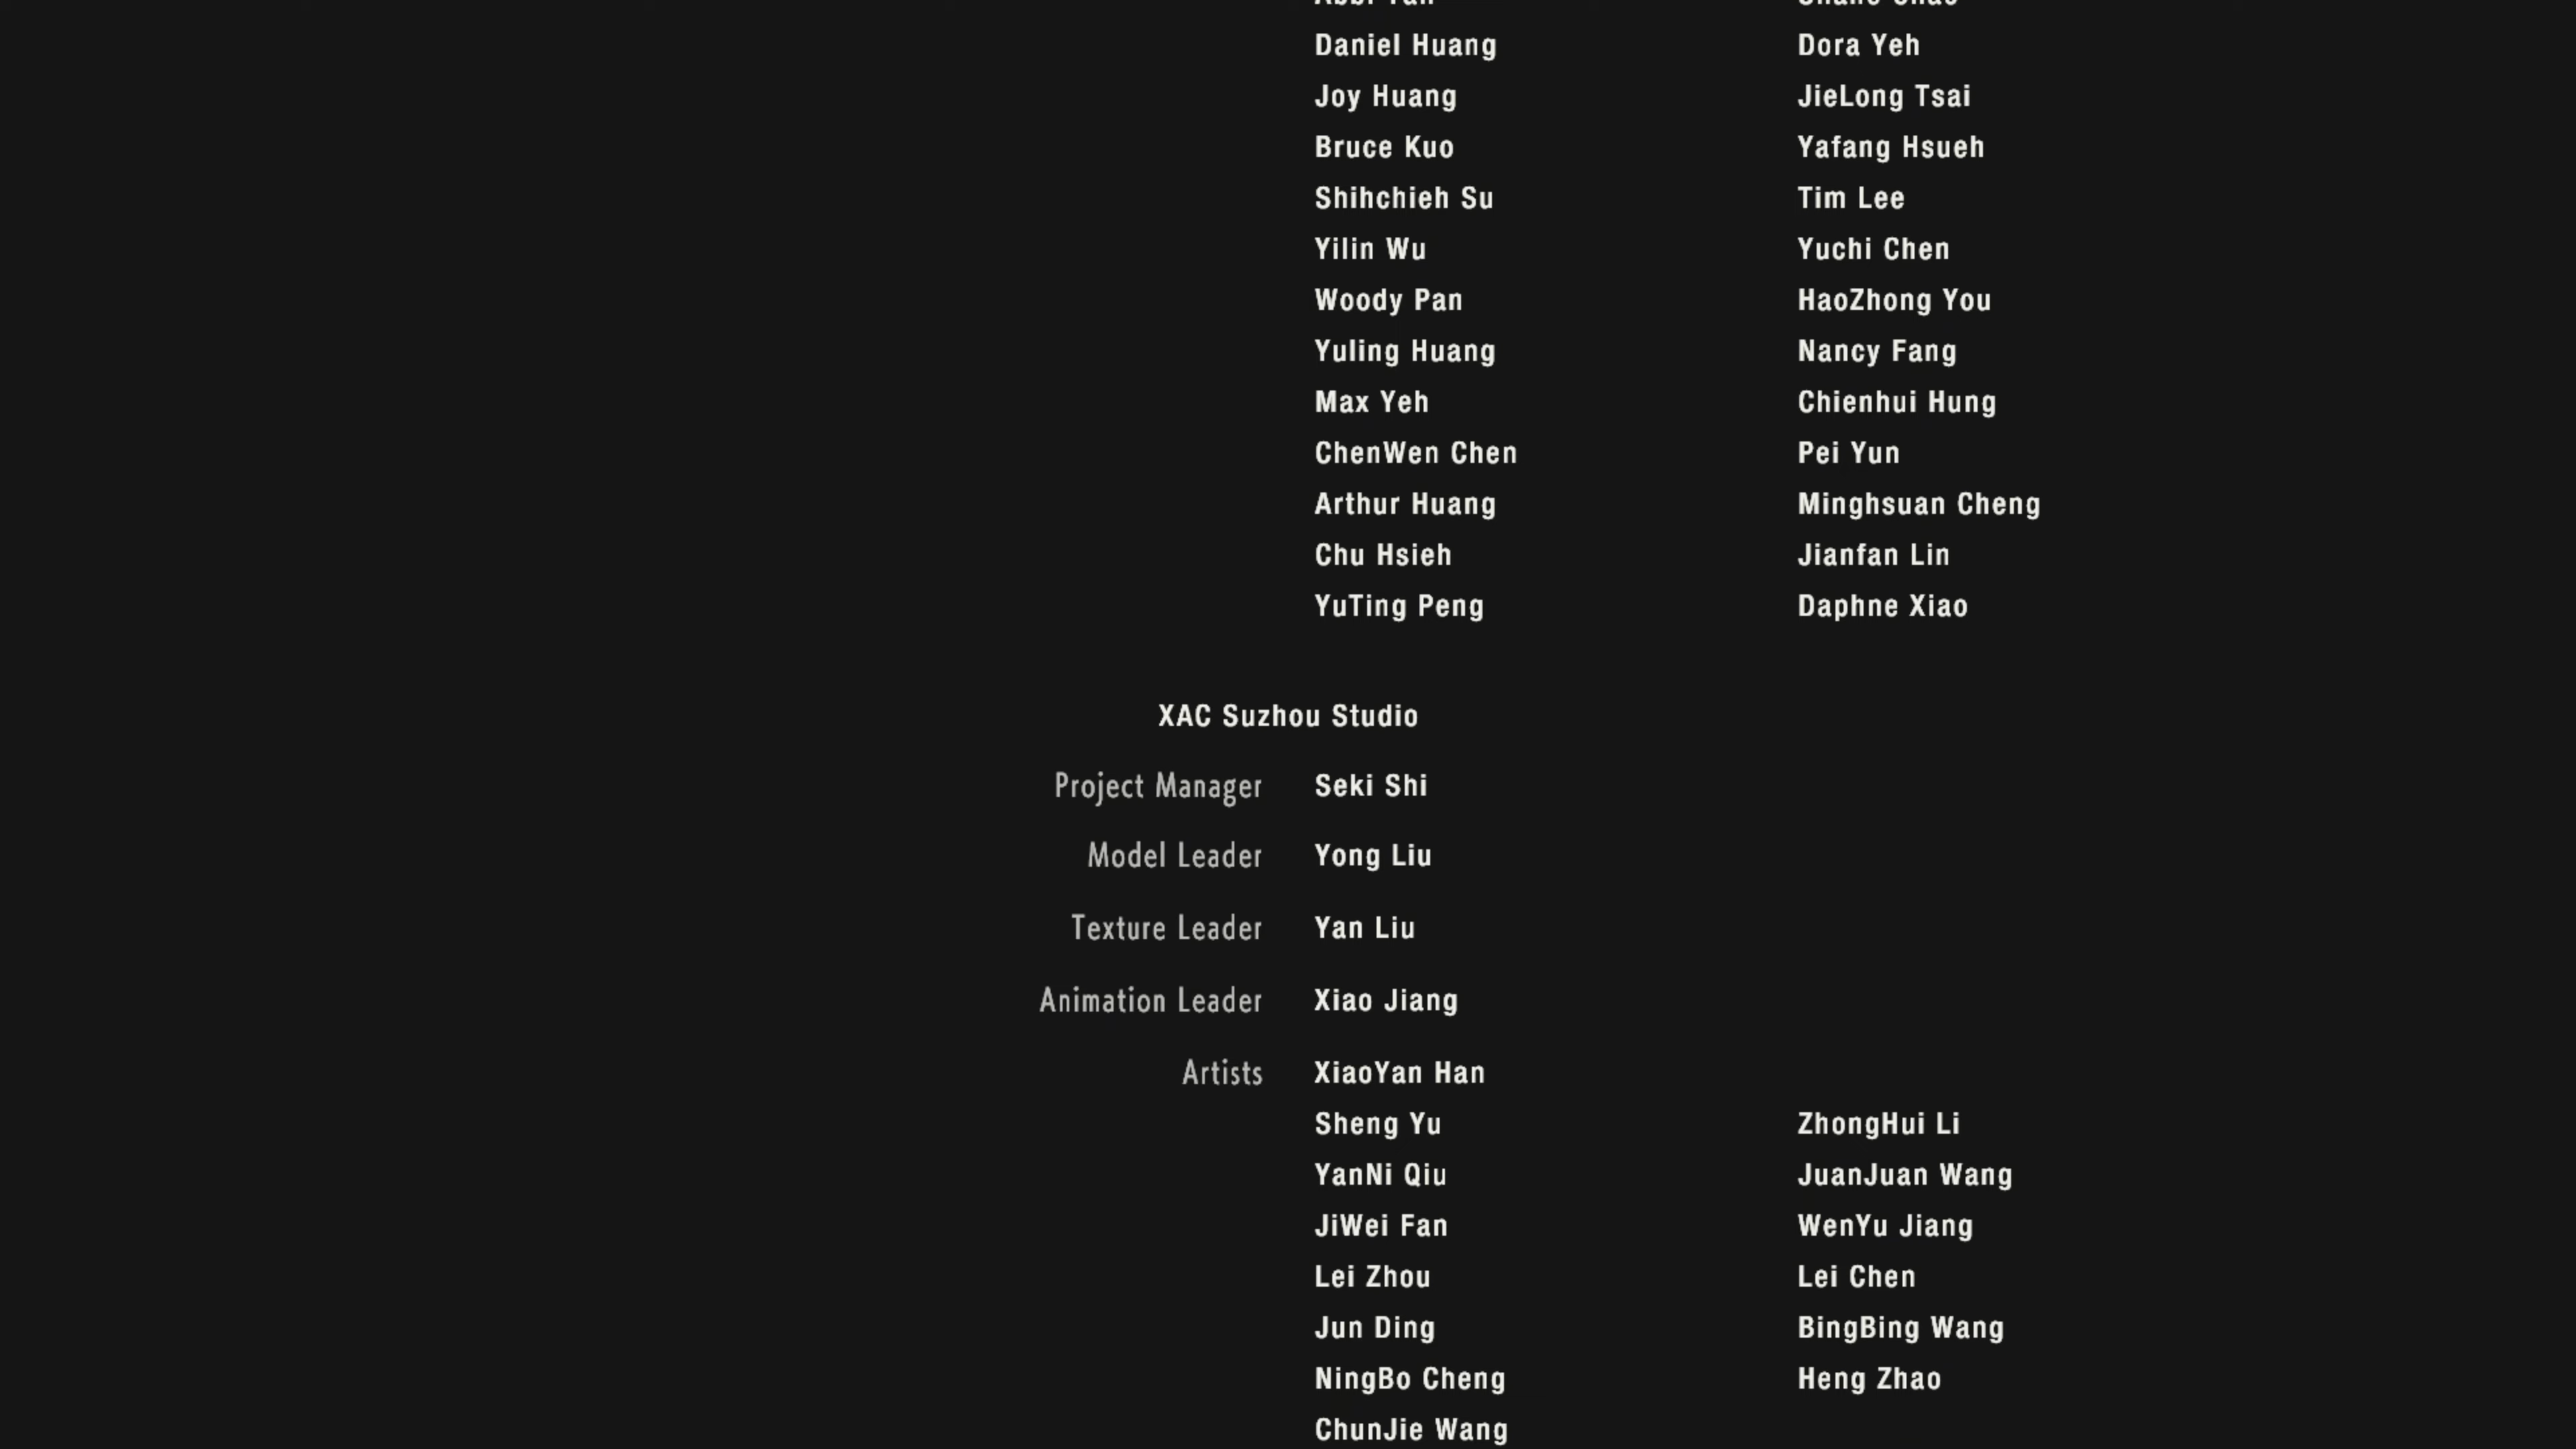 Daniel Huang Dora Yeh
Joy Huang JieLong Tsai
Bruce Kuo Yafang Hsueh
Shihchieh Su Tim Lee
Yilin Wu Yuchi Chen
Woody Pan HaoZhong You
Yuling Huang Nancy Fang
Max Yeh Chienhui Hung
ChenWen Chen Pei Yun
Arthur Huang Minghsuan Cheng
Chu Hsieh Jianfan Lin
YuTing Peng Daphne Xiao
XAC Suzhou Studio
Project Manager Seki Shi
Model Leader Yong Liu
Texture Leader Yan Liu
Animation Leader Xiao Jiang
Artists XiaoYan Han
Sheng Yu ZhongHui Li
YanNi Qiu JuanJuan Wang
JiWei Fan WenYu Jiang
Lei Zhou Lei Chen
Jun Ding BingBing Wang
NingBo Cheng Heng Zhao
ChunJie Wang